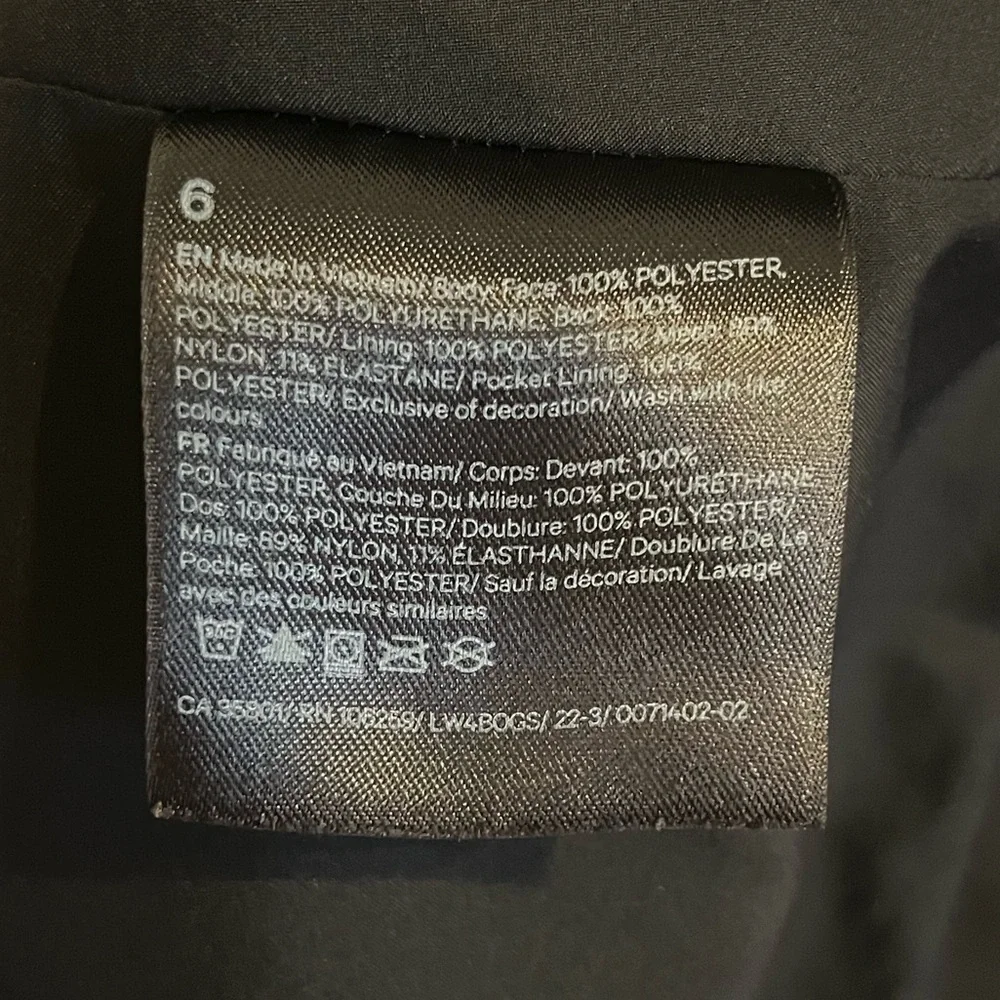 6
EN Made in Vietnam/ Body: Face: 100% POLYESTER,
Middle: 100% POLYURETHANE, Back: 100%
POLYESTER/ Lining: 100% POLYESTER/ Mesh: 89%
NYLON, 11% ELASTANE/ Pocket Lining: 100%
POLYESTER/ Exclusive of decoration/ Wash with like
colours
FR Fabriqué au Vietnam/ Corps: Devant: 100%
POLYESTER, Couche Du Milieu: 100% POLYURÉTHANE
Dos: 100% POLYESTER/ Doublure: 100% POLYESTER/
Maille: 89% NYLON, 11% ÉLASTHANNE/ Doublure De La
Poche: 100% POLYESTER/ Sauf la décoration/ Lavage
avec des couleurs similaires
CA 35801/ RN 106259/ LW4B0GS/ 22-3/ 0071402-02